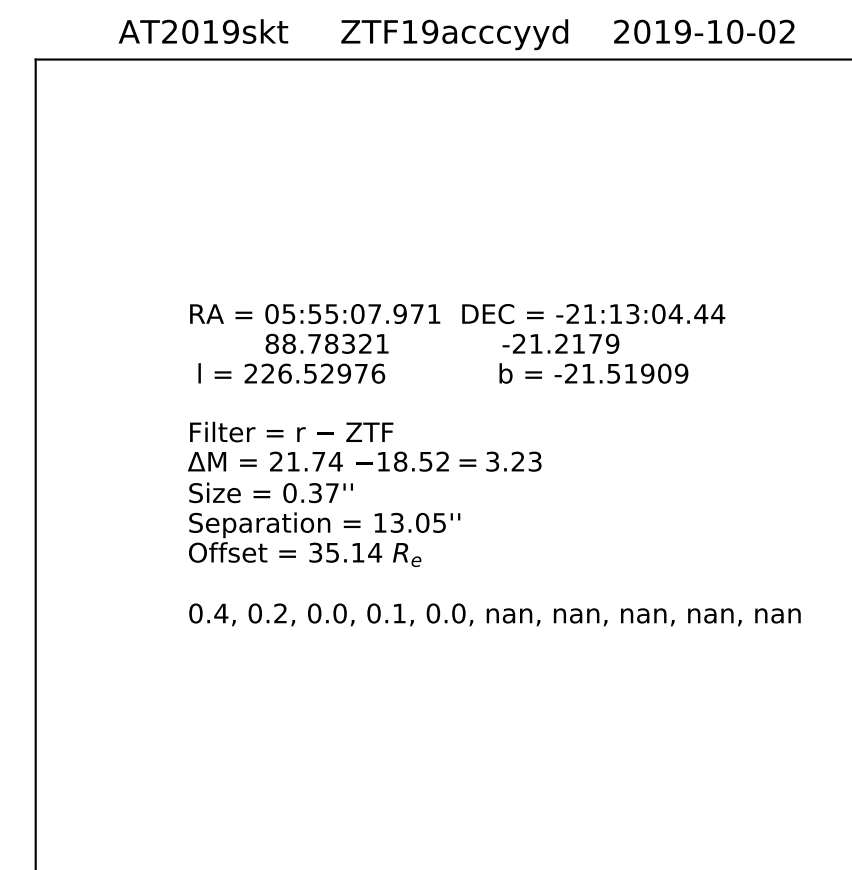 AT2019skt ZTF19acccyyd 2019-10-02
RA = 05:55:07.971 DEC = -21:13:04.44
88.78321 -21.2179
l = 226.52976 b = -21.51909
Filter = r − ZTF
ΔM = 21.74 −18.52 = 3.23
Size = 0.37''
Separation = 13.05''
Offset = 35.14 Rₑ
0.4, 0.2, 0.0, 0.1, 0.0, nan, nan, nan, nan, nan